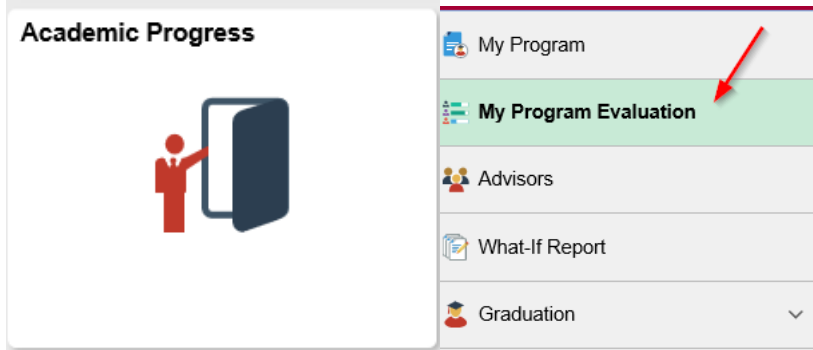 Academic Progress
My Program
My Program Evaluation
Advisors
What-If Report
Graduation